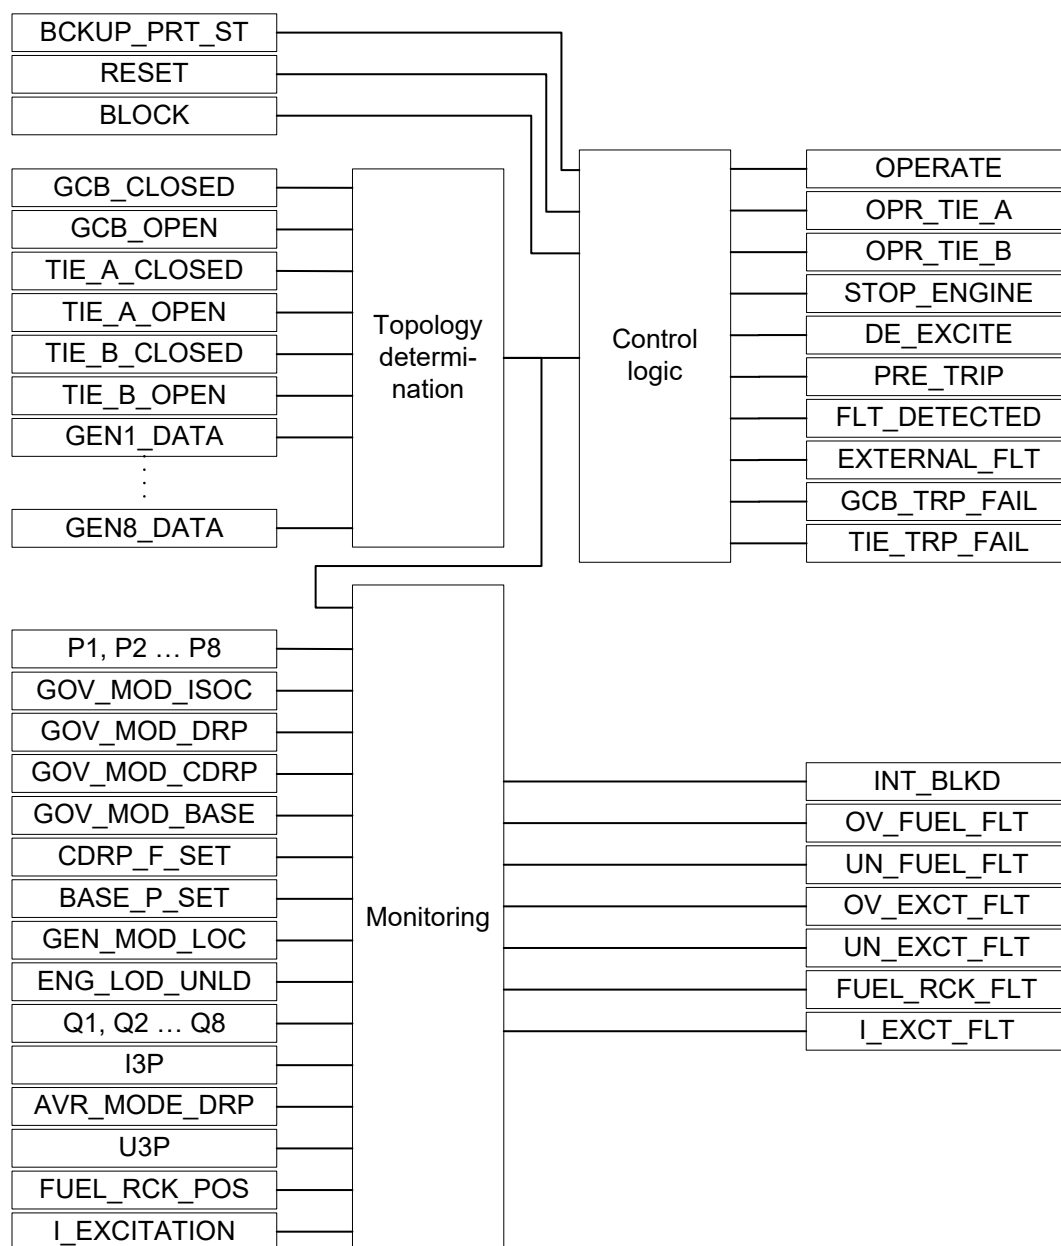 BCKUP_PRT_ST
RESET
BLOCK
GCB_CLOSED
GCB_OPEN
TIE_A_CLOSED
TIE_A_OPEN
TIE_B_CLOSED
TIE_B_OPEN
GEN1_DATA
GEN8_DATA
Topology
determi-
nation
Control
logic
OPERATE
OPR_TIE_A
OPR_TIE_B
STOP_ENGINE
DE_EXCITE
PRE_TRIP
FLT_DETECTED
EXTERNAL_FLT
GCB_TRP_FAIL
TIE_TRP_FAIL
P1, P2 … P8
GOV_MOD_ISOC
GOV_MOD_DRP
GOV_MOD_CDRP
GOV_MOD_BASE
CDRP_F_SET
BASE_P_SET
GEN_MOD_LOC
ENG_LOD_UNLD
Q1, Q2 … Q8
I3P
AVR_MODE_DRP
U3P
FUEL_RCK_POS
I_EXCITATION
Monitoring
INT_BLKD
OV_FUEL_FLT
UN_FUEL_FLT
OV_EXCT_FLT
UN_EXCT_FLT
FUEL_RCK_FLT
I_EXCT_FLT